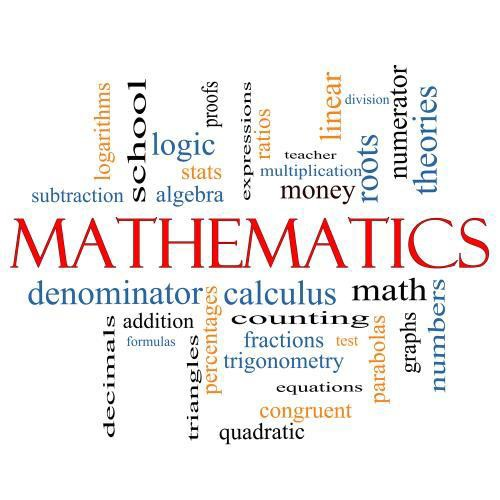 logarithms
school
logic
proofs
stats
subtraction
algebra
expressions
ratios
linear
division
teacher
multiplication
money
roots
numerator
theories
MATHEMATICS
denominator
calculus
math
decimals
addition
formulas
triangles
percentages
counting
fractions
test
trigonometry
equations
parabolas
graphs
numbers
congruent
quadratic